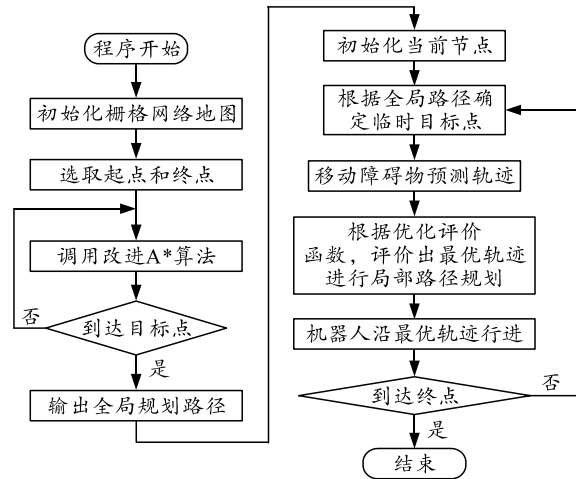 程序开始
初始化栅格网络地图
选取起点和终点
调用改进A*算法
到达目标点
否
是
输出全局规划路径
初始化当前节点
根据全局路径确
定临时目标点
移动障碍物预测轨迹
根据优化评价
函数，评价出最优轨迹
进行局部路径规划
机器人沿最优轨迹行进
到达终点
否
是
结束